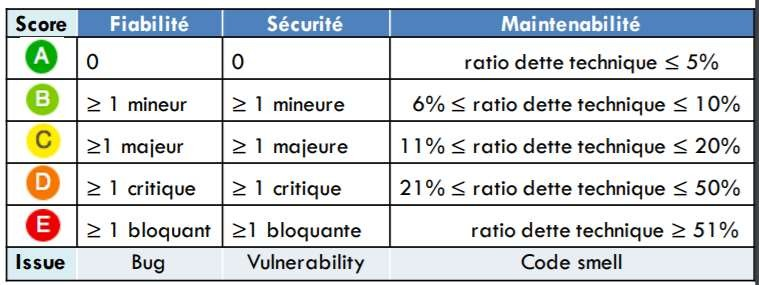 Score Fiabilité Sécurité Maintenabilité
A 0 0 ratio dette technique ≤ 5%
B ≥ 1 mineur ≥ 1 mineure 6% ≤ ratio dette technique ≤ 10%
C ≥1 majeur ≥ 1 majeure 11% ≤ ratio dette technique ≤ 20%
D ≥ 1 critique ≥ 1 critique 21% ≤ ratio dette technique ≤ 50%
E ≥ 1 bloquant ≥1 bloquante ratio dette technique ≥ 51%
Issue Bug Vulnerability Code smell